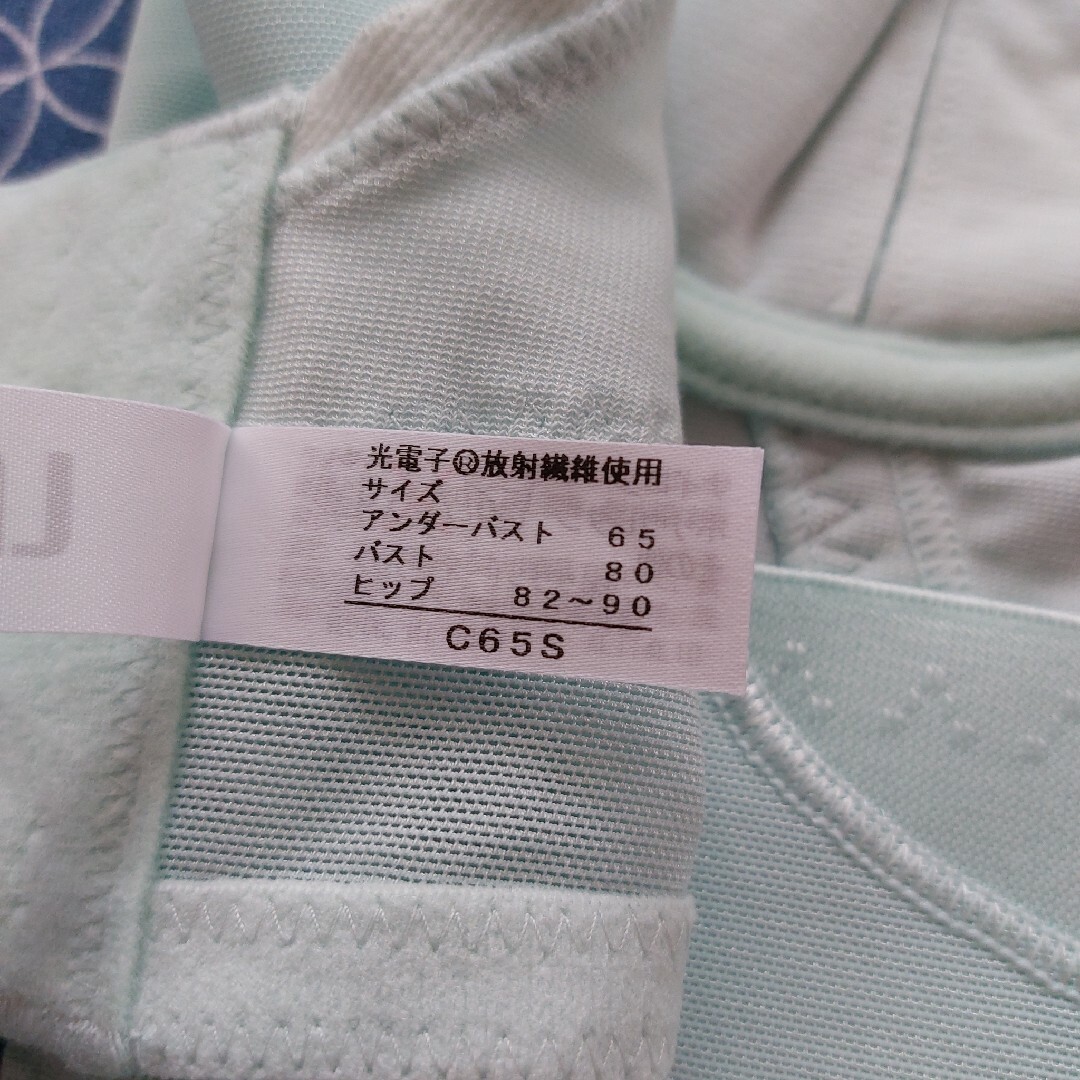 光電子®放射繊維使用
サイズ
アンダーバスト 65
バスト 80
ヒップ 82~90
C65S